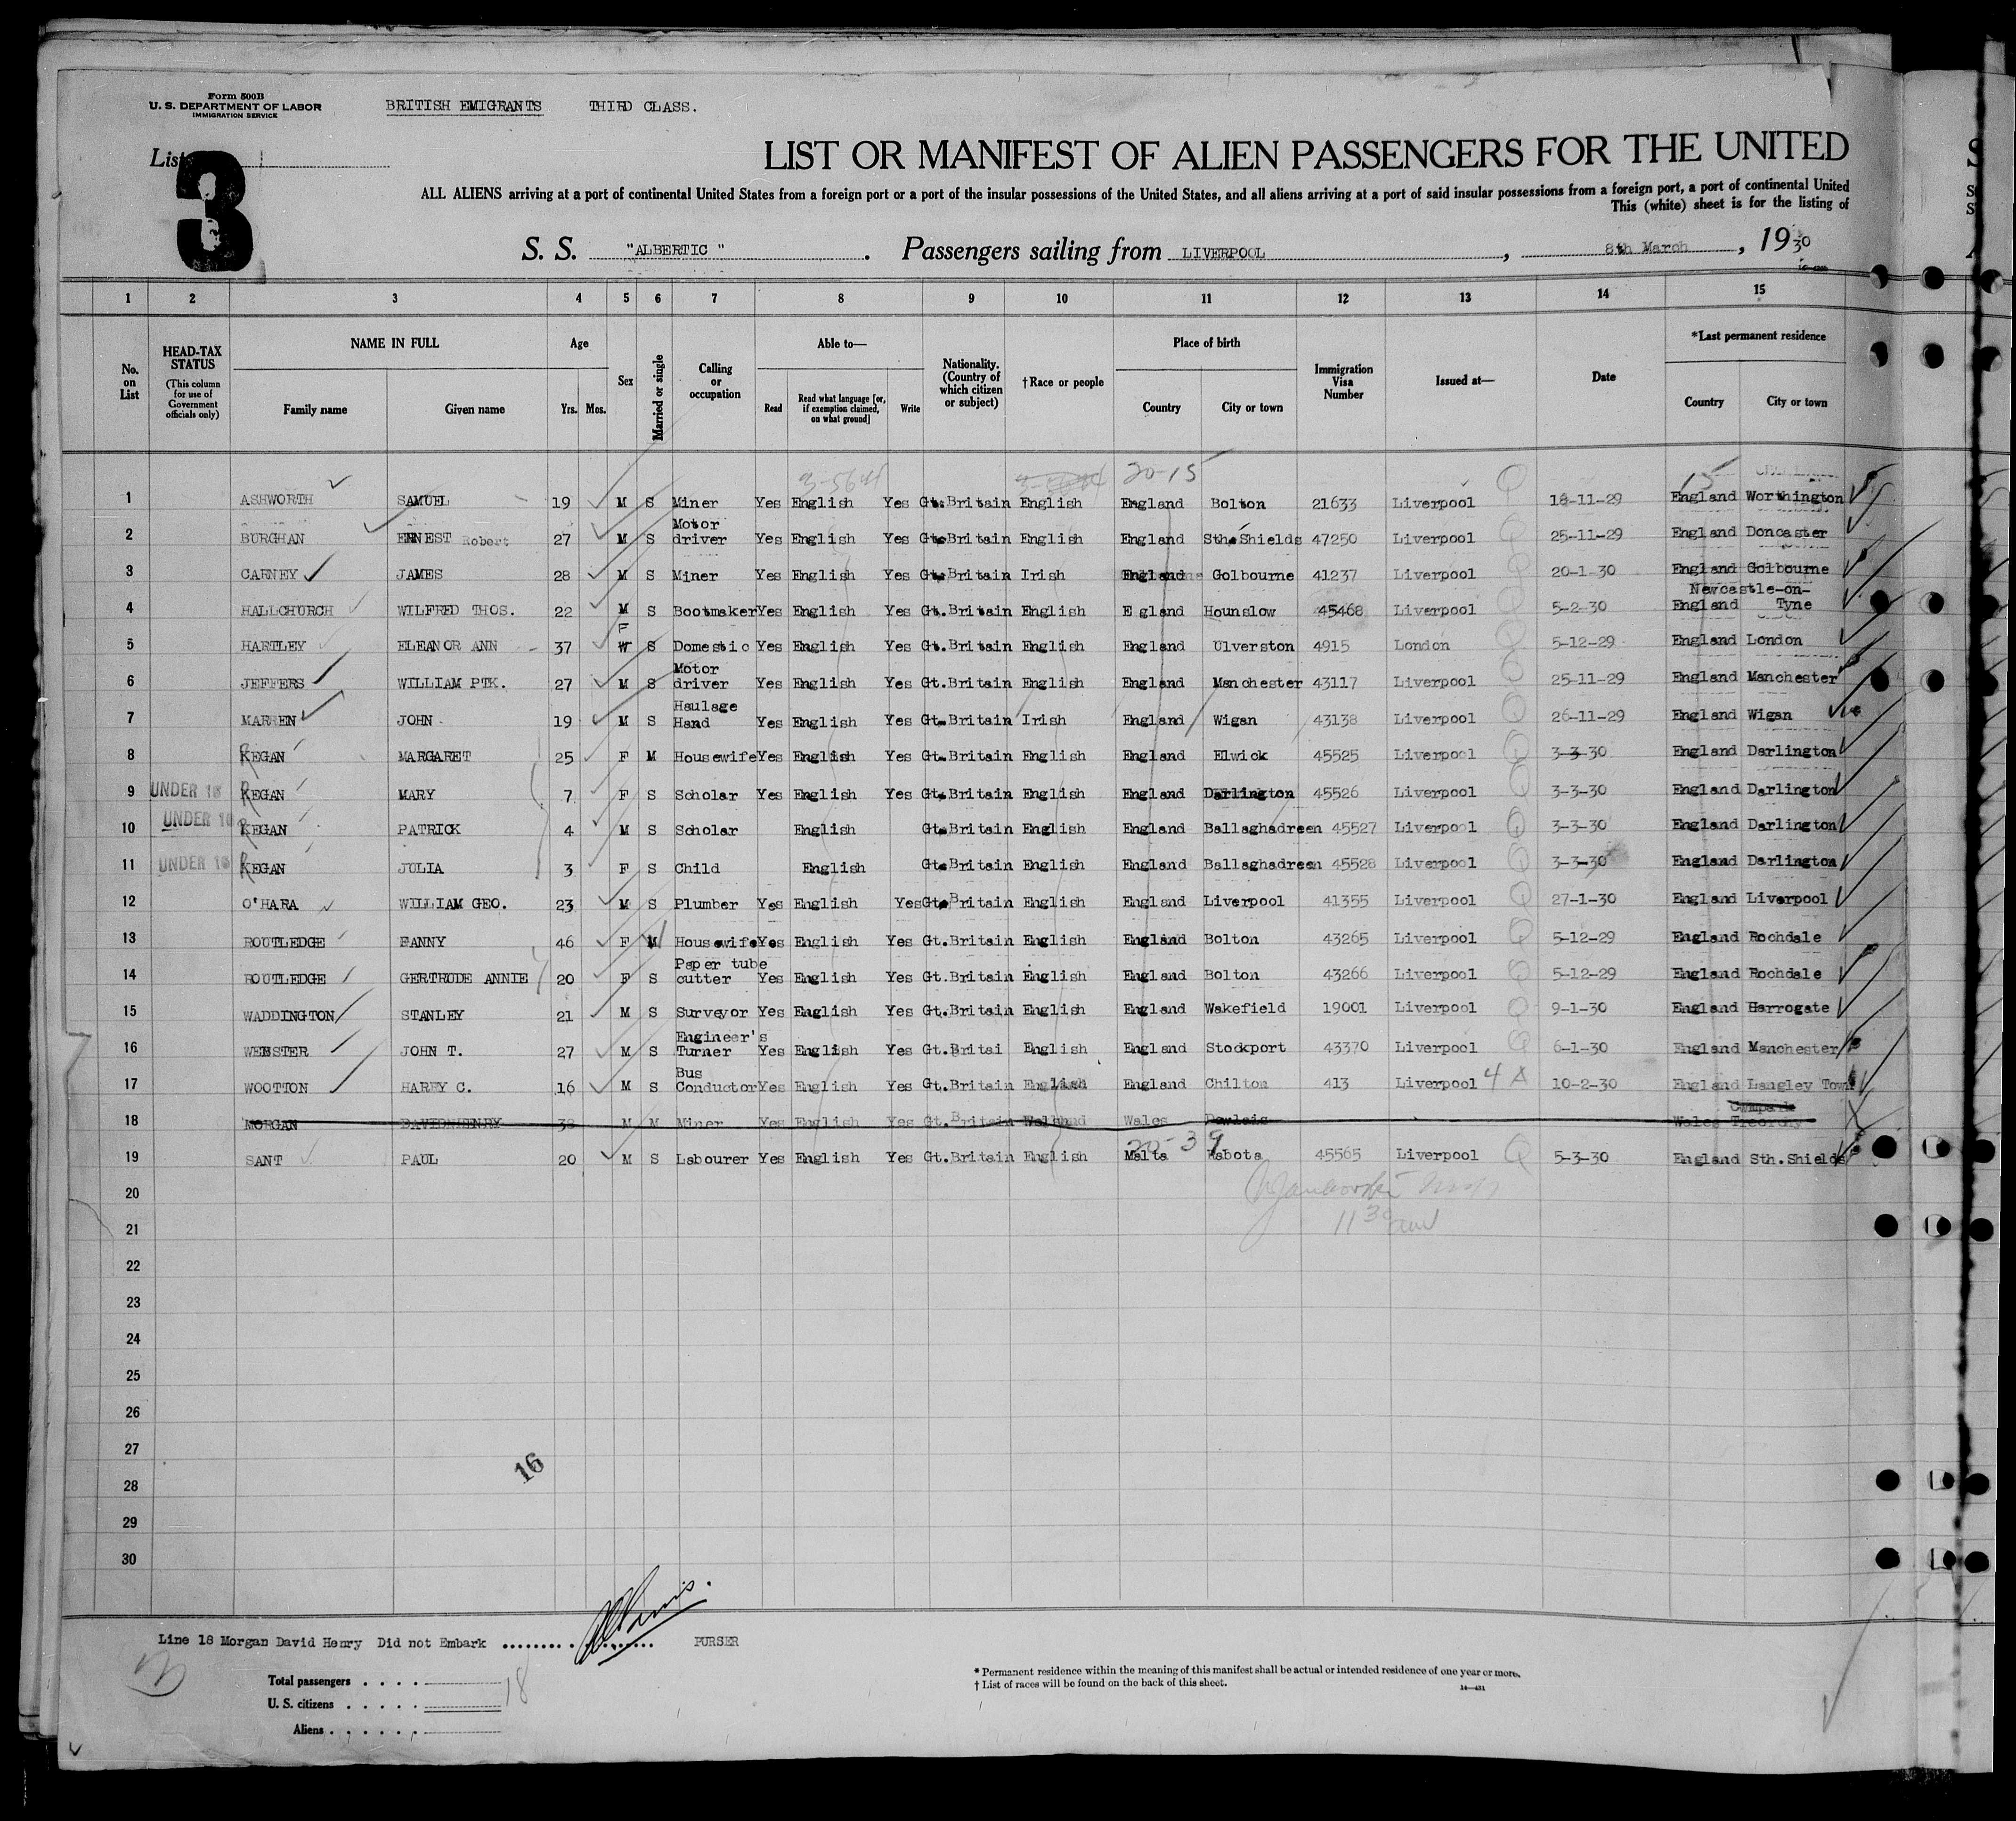 Form 500B
U. S. DEPARTMENT OF LABOR
IMMIGRATION SERVICE
BRITISH EMIGRANTS THIRD CLASS.
List 3
LIST OR MANIFEST OF ALIEN PASSENGERS FOR THE UNITED
ALL ALIENS arriving at a port of continental United States from a foreign port or a port of the insular possessions of the United States, and all aliens arriving at a port of said insular possessions from a foreign port, a port of continental United
This (white) sheet is for the listing of
S. S. "ALBERTIC". Passengers sailing from LIVERPOOL, 8th March, 1930
1 2 3 4 5 6 7 8 9 10 11 12 13 14 15
No. on List
HEAD-TAX STATUS (This column for use of Government officials only)
NAME IN FULL Family name Given name
Age Yrs. Mos.
Sex
Married or single
Calling or occupation
Able to— Read Read what language [or, if exemption claimed, on what ground] Write
Nationality. (Country of which citizen or subject)
†Race or people
Place of birth Country City or town
Immigration Visa Number
Issued at—
Date
*Last permanent residence Country City or town
3-5644 20-15 15
1 ASHWORTH SAMUEL 19 M S Miner Yes English Yes Gt.Britain English England Bolton 21633 Liverpool 18-11-29 England Worthington
2 BURGHAN ERNEST Robert 27 M S Motor driver Yes English Yes Gt.Britain English England Sth.Shields 47250 Liverpool 25-11-29 England Doncaster
3 CARNEY JAMES 28 M S Miner Yes English Yes Gt.Britain Irish England Golbourne 41237 Liverpool 20-1-30 England Golbourne
4 HALLCHURCH WILFRED THOS. 22 M S Bootmaker Yes English Yes Gt.Britain English E gland Hounslow 45468 Liverpool 5-2-30 England Newcastle-on-Tyne
5 HARTLEY ELEANOR ANN 37 F S Domestic Yes English Yes Gt.Britain English England Ulverston 4915 London 5-12-29 England London
6 JEFFERS WILLIAM PTK. 27 M S Motor driver Yes English Yes Gt.Britain English England Manchester 43117 Liverpool 25-11-29 England Manchester
7 MARREN JOHN 19 M S Haulage Hand Yes English Yes Gt.Britain Irish England Wigan 43138 Liverpool 26-11-29 England Wigan
8 KEGAN MARGARET 25 F M Housewife Yes English Yes Gt.Britain English England Elwick 45525 Liverpool 3-3-30 England Darlington
9 UNDER 16 KEGAN MARY 7 F S Scholar Yes English Yes Gt.Britain English England Darlington 45526 Liverpool 3-3-30 England Darlington
10 UNDER 16 KEGAN PATRICK 4 M S Scholar English Gt.Britain English England Ballaghadreen 45527 Liverpool 3-3-30 England Darlington
11 UNDER 16 KEGAN JULIA 3 F S Child English Gt.Britain English England Ballaghadreen 45528 Liverpool 3-3-30 England Darlington
12 O'HARA WILLIAM GEO. 23 M S Plumber Yes English Yes Gt.Britain English England Liverpool 41355 Liverpool 27-1-30 England Liverpool
13 ROUTLEDGE FANNY 46 F W Housewife Yes English Yes Gt.Britain English England Bolton 43265 Liverpool 5-12-29 England Rochdale
14 ROUTLEDGE GERTRUDE ANNIE 20 F S Paper tube cutter Yes English Yes Gt.Britain English England Bolton 43266 Liverpool 5-12-29 England Rochdale
15 WADDINGTON STANLEY 21 M S Surveyor Yes English Yes Gt.Britain English England Wakefield 19001 Liverpool 9-1-30 England Harrogate
16 WEBSTER JOHN T. 27 M S Engineer's Turner Yes English Yes Gt.Britai English England Stockport 43370 Liverpool 6-1-30 England Manchester
17 WOOTTON HARRY C. 16 M S Bus Conductor Yes English Yes Gt.Britain English England Chilton 413 Liverpool 4 10-2-30 England Langley Town
18 MORGAN DAVID HENRY 38 M M Miner Yes English Yes Gt.Britain Wales Dowlais Wales Treorchy
20-39
19 SANT PAUL 20 M S Labourer Yes English Yes Gt.Britain English Malta Rabota 45565 Liverpool 5-3-30 England Sth.Shields
20
21
22
23
24
25
26
27
28
29
30
16
Line 18 Morgan David Henry Did not Embark PURSER
Total passengers 18
U. S. citizens
Aliens
* Permanent residence within the meaning of this manifest shall be actual or intended residence of one year or more.
† List of races will be found on the back of this sheet.